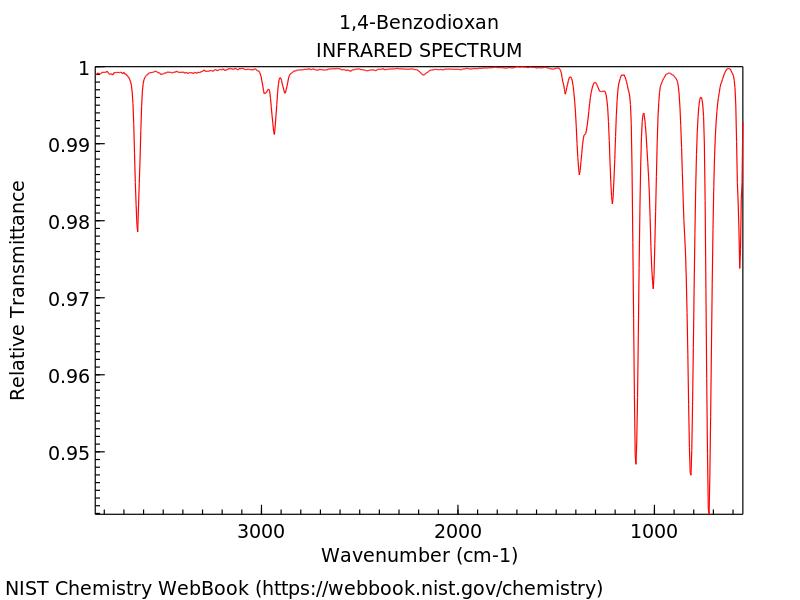 1,4-Benzodioxan
INFRARED SPECTRUM
1
0.99
0.98
0.97
0.96
0.95
Relative Transmittance
3000 2000 1000
Wavenumber (cm-1)
NIST Chemistry WebBook (https://webbook.nist.gov/chemistry)